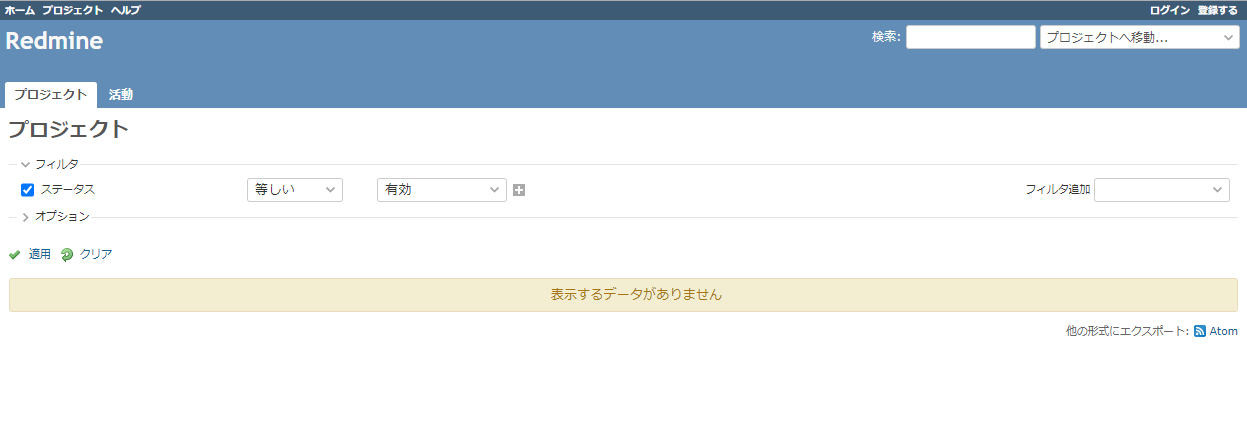 ホーム プロジェクト ヘルプ ログイン 登録する
Redmine 検索: プロジェクトへ移動...
プロジェクト 活動
プロジェクト
フィルタ
ステータス 等しい 有効 フィルタ追加
オプション
適用 クリア
表示するデータがありません
他の形式にエクスポート: Atom